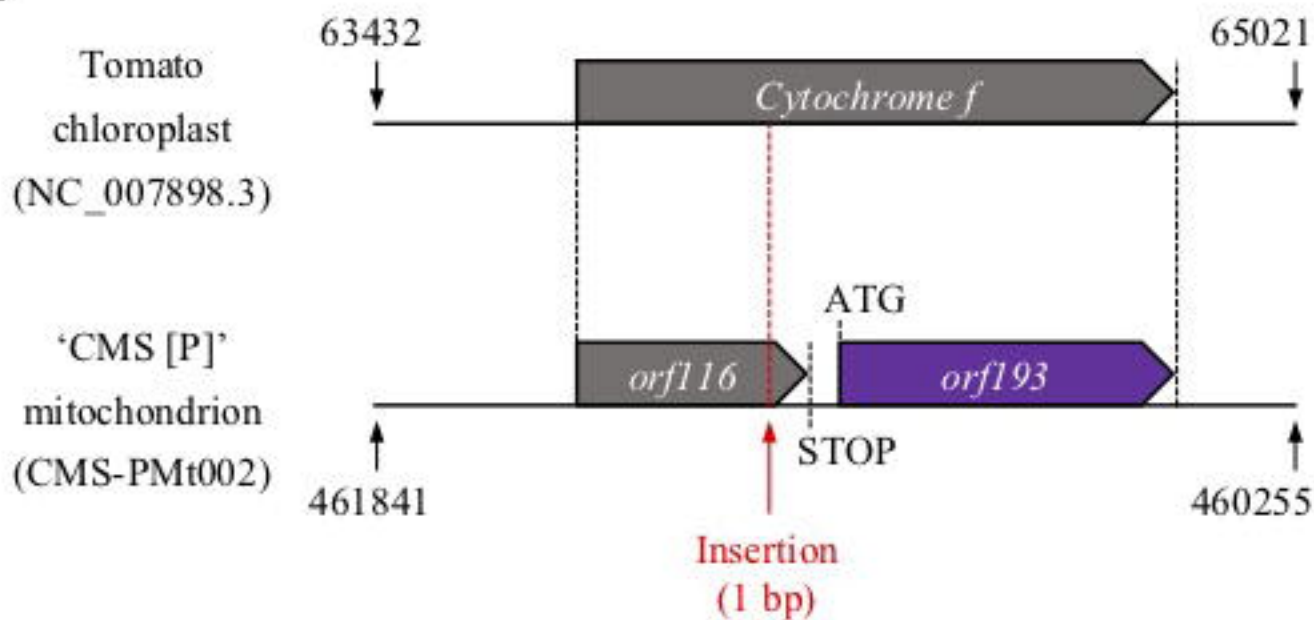 63432
65021
Tomato
chloroplast
(NC_007898.3)
Cytochrome f
‘CMS [P]’
mitochondrion
(CMS-PMt002)
ATG
orf116
orf193
STOP
461841
460255
Insertion
(1 bp)